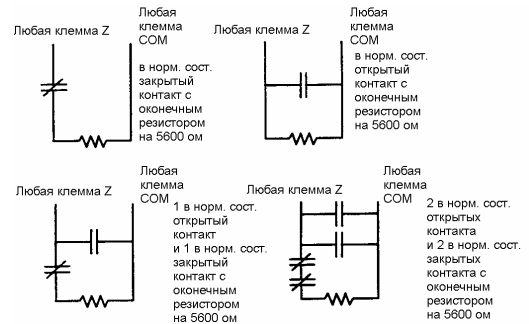 Любая клемма Z
Любая
клемма
COM
в норм. сост.
закрытый
контакт с
оконечным
резистором
на 5600 ом
Любая клемма Z
Любая
клемма
COM
в норм. сост.
открытый
контакт с
оконечным
резистором
на 5600 ом
Любая клемма Z
Любая
клемма
COM
1 в норм. сост.
открытый
контакт
и 1 в норм. сост.
закрытый
контакт с
оконечным
резистором
на 5600 ом
Любая клемма Z
Любая
клемма
COM
2 в норм. сост.
открытых
контакта
и 2 в норм. сост.
закрытых
контакта с
оконечным
резистором
на 5600 ом